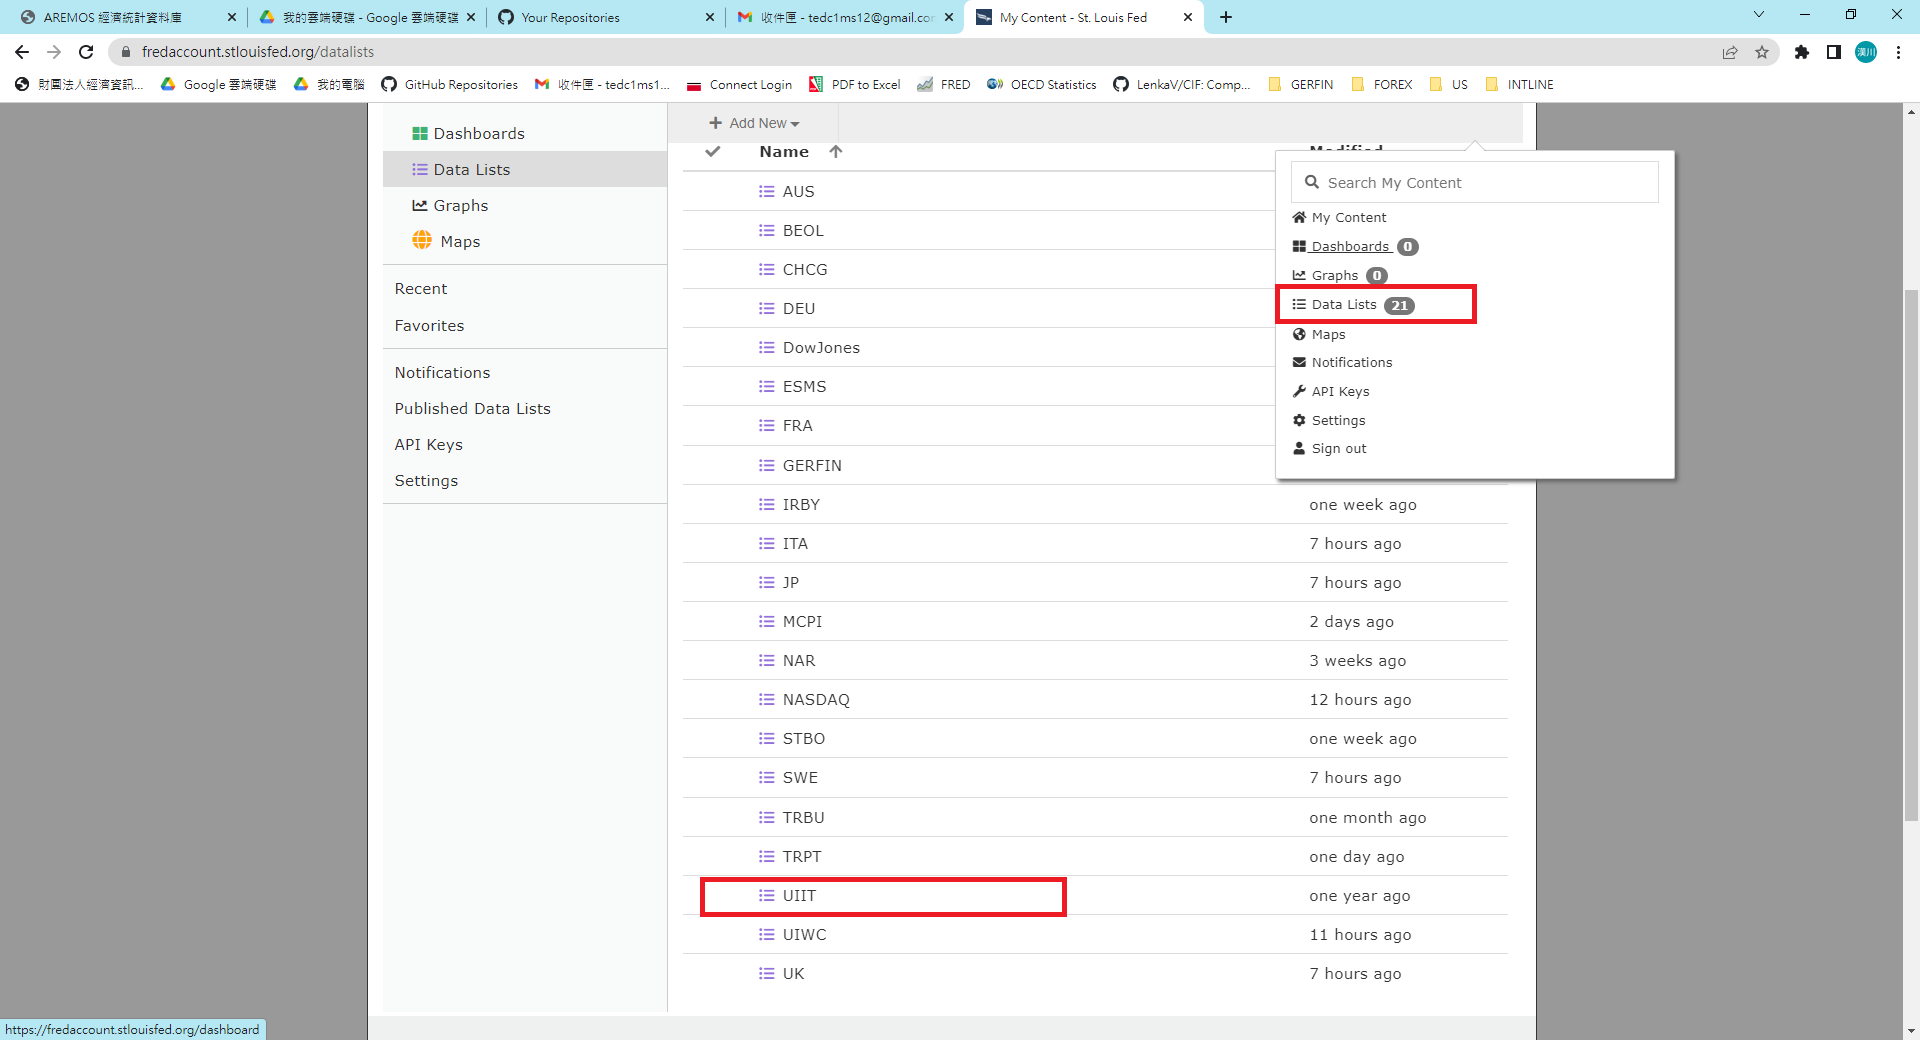 AREMOS 經濟統計資料庫
我的雲端硬碟 - Google 雲端硬碟
Your Repositories
收件匣 - tedc1ms12@gmail.co
My Content - St. Louis Fed
fredaccount.stlouisfed.org/datalists
漢川
財團法人經濟資訊...
Google 雲端硬碟
我的電腦
GitHub Repositories
收件匣 - tedc1ms1...
Connect Login
PDF to Excel
FRED
OECD Statistics
LenkaV/CIF: Comp...
GERFIN
FOREX
US
INTLINE
Dashboards
Data Lists
Graphs
Maps
Recent
Favorites
Notifications
Published Data Lists
API Keys
Settings
Add New
Name
Modified
AUS
BEOL
CHCG
DEU
DowJones
ESMS
FRA
GERFIN
IRBY one week ago
ITA 7 hours ago
JP 7 hours ago
MCPI 2 days ago
NAR 3 weeks ago
NASDAQ 12 hours ago
STBO one week ago
SWE 7 hours ago
TRBU one month ago
TRPT one day ago
UIIT one year ago
UIWC 11 hours ago
UK 7 hours ago
Search My Content
My Content
Dashboards 0
Graphs 0
Data Lists 21
Maps
Notifications
API Keys
Settings
Sign out
https://fredaccount.stlouisfed.org/dashboard